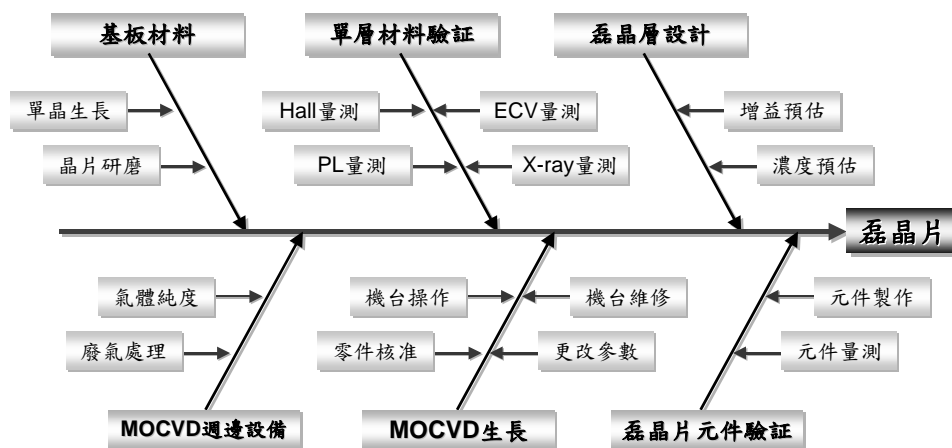 基板材料
單層材料驗証
磊晶層設計
單晶生長
Hall量測
ECV量測
增益預估
晶片研磨
PL量測
X-ray量測
濃度預估
磊晶片
氣體純度
機台操作
機台維修
元件製作
廢氣處理
零件核准
更改參數
元件量測
MOCVD週邊設備
MOCVD生長
磊晶片元件驗証